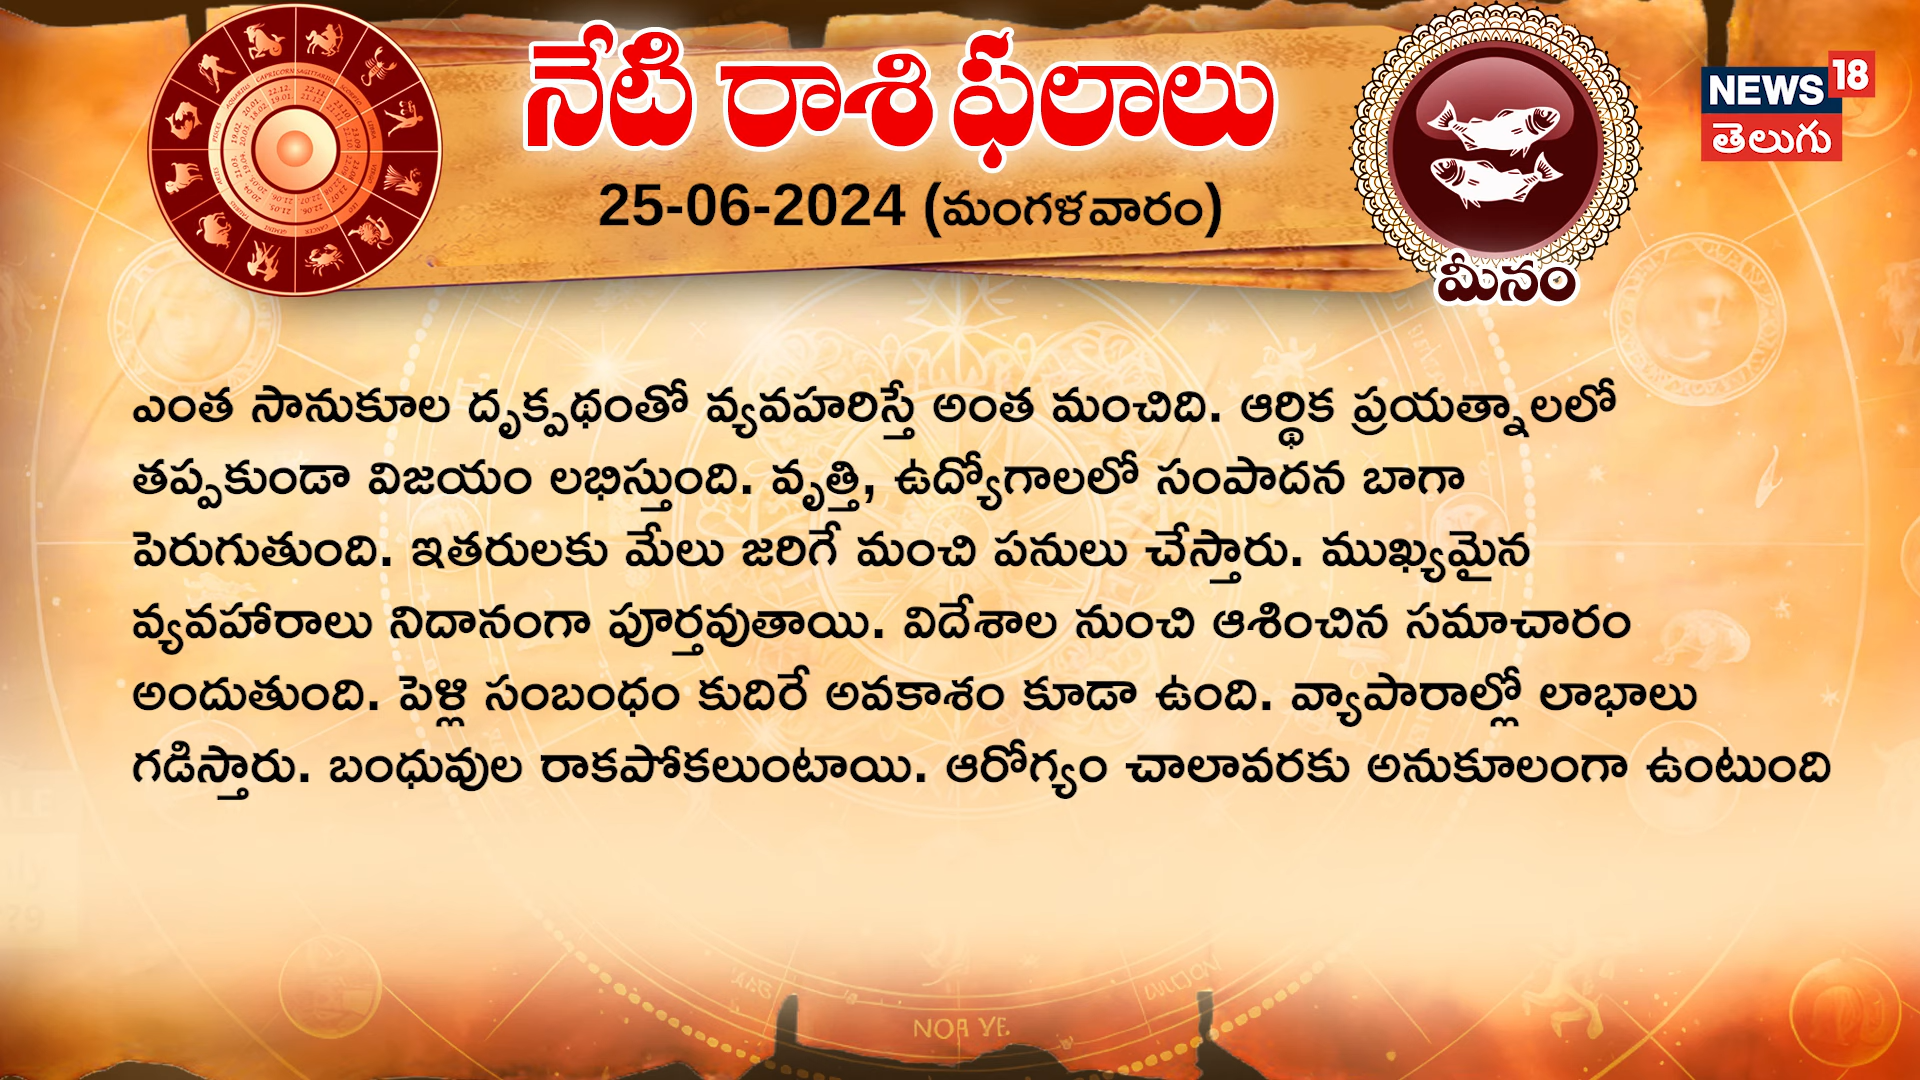 నేటి రాశి ఫలాలు
25-06-2024 (మంగళవారం)
NEWS18
తెలుగు
మీనం
ఎంత సానుకూల దృక్పథంతో వ్యవహరిస్తే అంత మంచిది. ఆర్థిక ప్రయత్నాలలో
తప్పకుండా విజయం లభిస్తుంది. వృత్తి, ఉద్యోగాలలో సంపాదన బాగా
పెరుగుతుంది. ఇతరులకు మేలు జరిగే మంచి పనులు చేస్తారు. ముఖ్యమైన
వ్యవహారాలు నిదానంగా పూర్తవుతాయి. విదేశాల నుంచి ఆశించిన సమాచారం
అందుతుంది. పెళ్లి సంబంధం కుదిరే అవకాశం కూడా ఉంది. వ్యాపారాల్లో లాభాలు
గడిస్తారు. బంధువుల రాకపోకలుంటాయి. ఆరోగ్యం చాలావరకు అనుకూలంగా ఉంటుంది